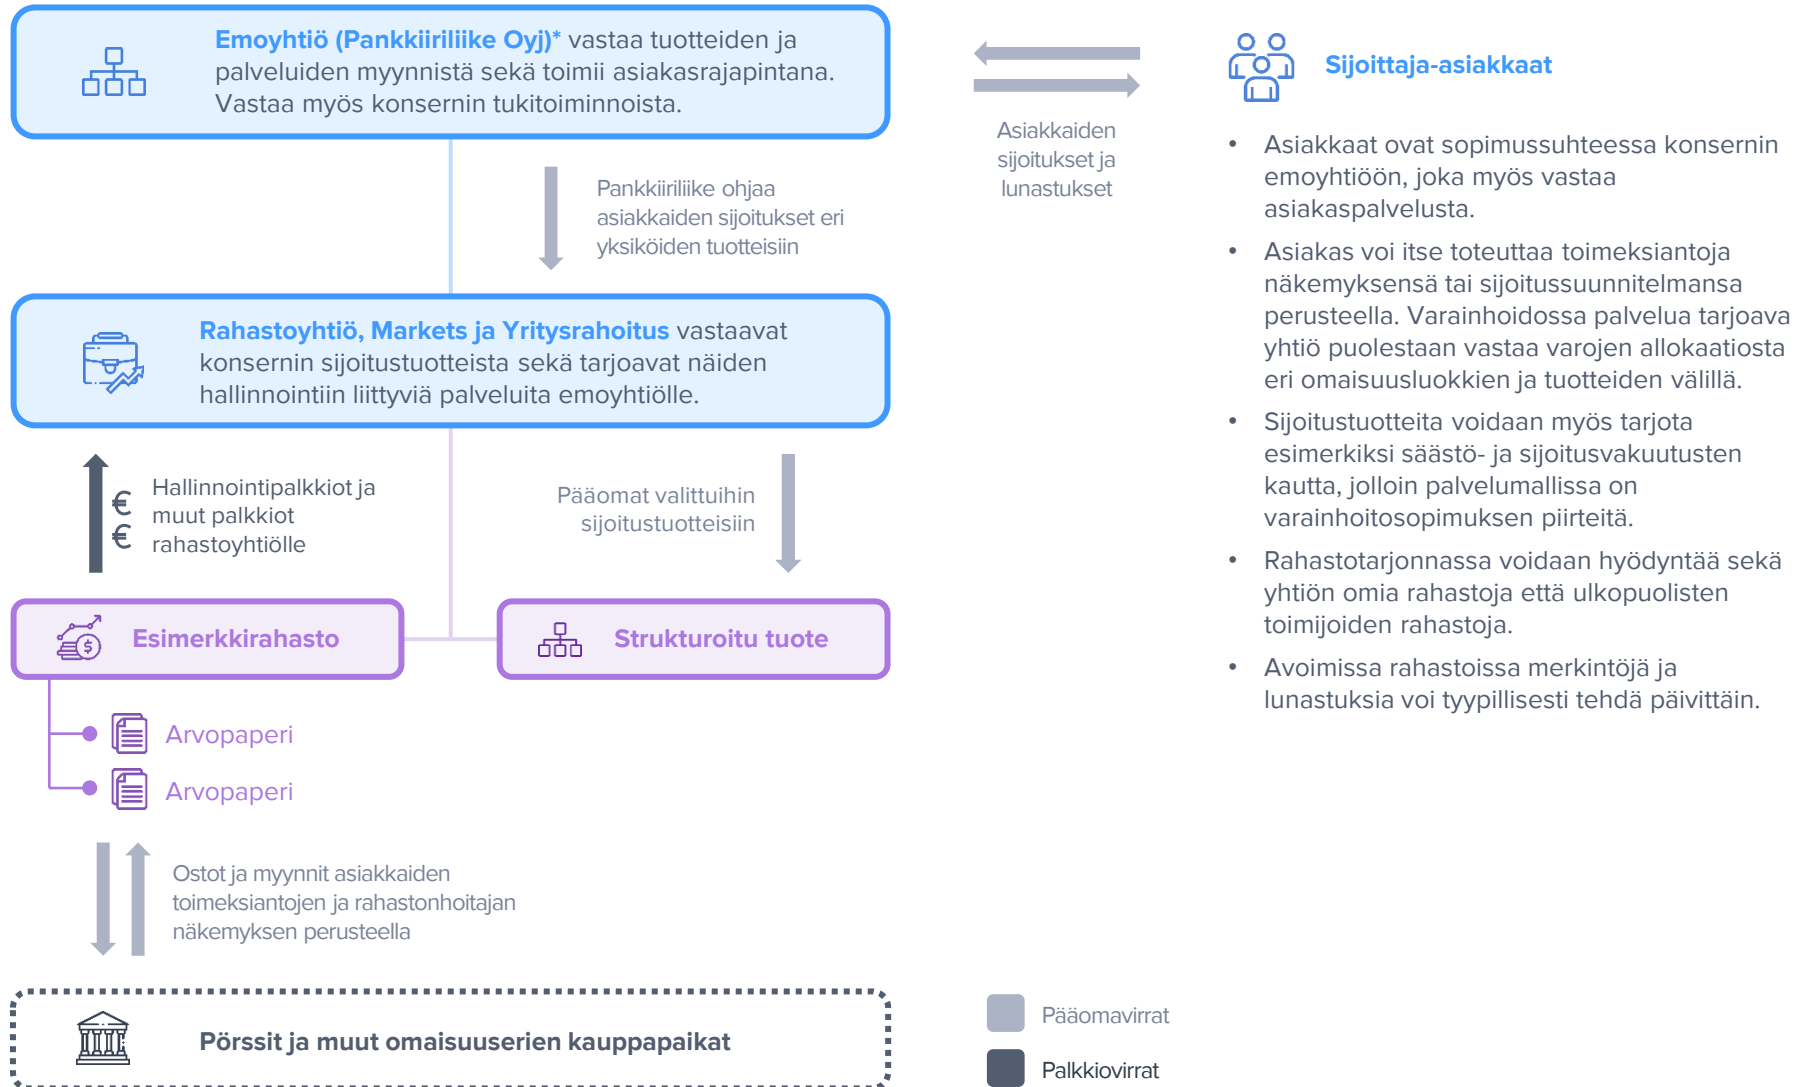 Emoyhtiö (Pankkiiriliike Oyj)* vastaa tuotteiden ja
palveluiden myynnistä sekä toimii asiakasrajapintana.
Vastaa myös konsernin tukitoiminnoista.
Pankkiiriliike ohjaa
asiakkaiden sijoitukset eri
yksiköiden tuotteisiin
Rahastoyhtiö, Markets ja Yritysrahoitus vastaavat
konsernin sijoitustuotteista sekä tarjoavat näiden
hallinnointiin liittyviä palveluita emoyhtiölle.
€
€
Hallinnointipalkkiot ja
muut palkkiot
rahastoyhtiölle
Pääomat valittuihin
sijoitustuotteisiin
Esimerkkirahasto
Strukturoitu tuote
Arvopaperi
Arvopaperi
Ostot ja myynnit asiakkaiden
toimeksiantojen ja rahastonhoitajan
näkemyksen perusteella
Pörssit ja muut omaisuuserien kauppapaikat
Asiakkaiden
sijoitukset ja
lunastukset
Sijoittaja-asiakkaat
• Asiakkaat ovat sopimussuhteessa konsernin
emoyhtiöön, joka myös vastaa
asiakaspalvelusta.
• Asiakas voi itse toteuttaa toimeksiantoja
näkemyksensä tai sijoitussuunnitelmansa
perusteella. Varainhoidossa palvelua tarjoava
yhtiö puolestaan vastaa varojen allokaatiosta
eri omaisuusluokkien ja tuotteiden välillä.
• Sijoitustuotteita voidaan myös tarjota
esimerkiksi säästö- ja sijoitusvakuutusten
kautta, jolloin palvelumallissa on
varainhoitosopimuksen piirteitä.
• Rahastotarjonnassa voidaan hyödyntää sekä
yhtiön omia rahastoja että ulkopuolisten
toimijoiden rahastoja.
• Avoimissa rahastoissa merkintöjä ja
lunastuksia voi tyypillisesti tehdä päivittäin.
Pääomavirrat
Palkkiovirrat